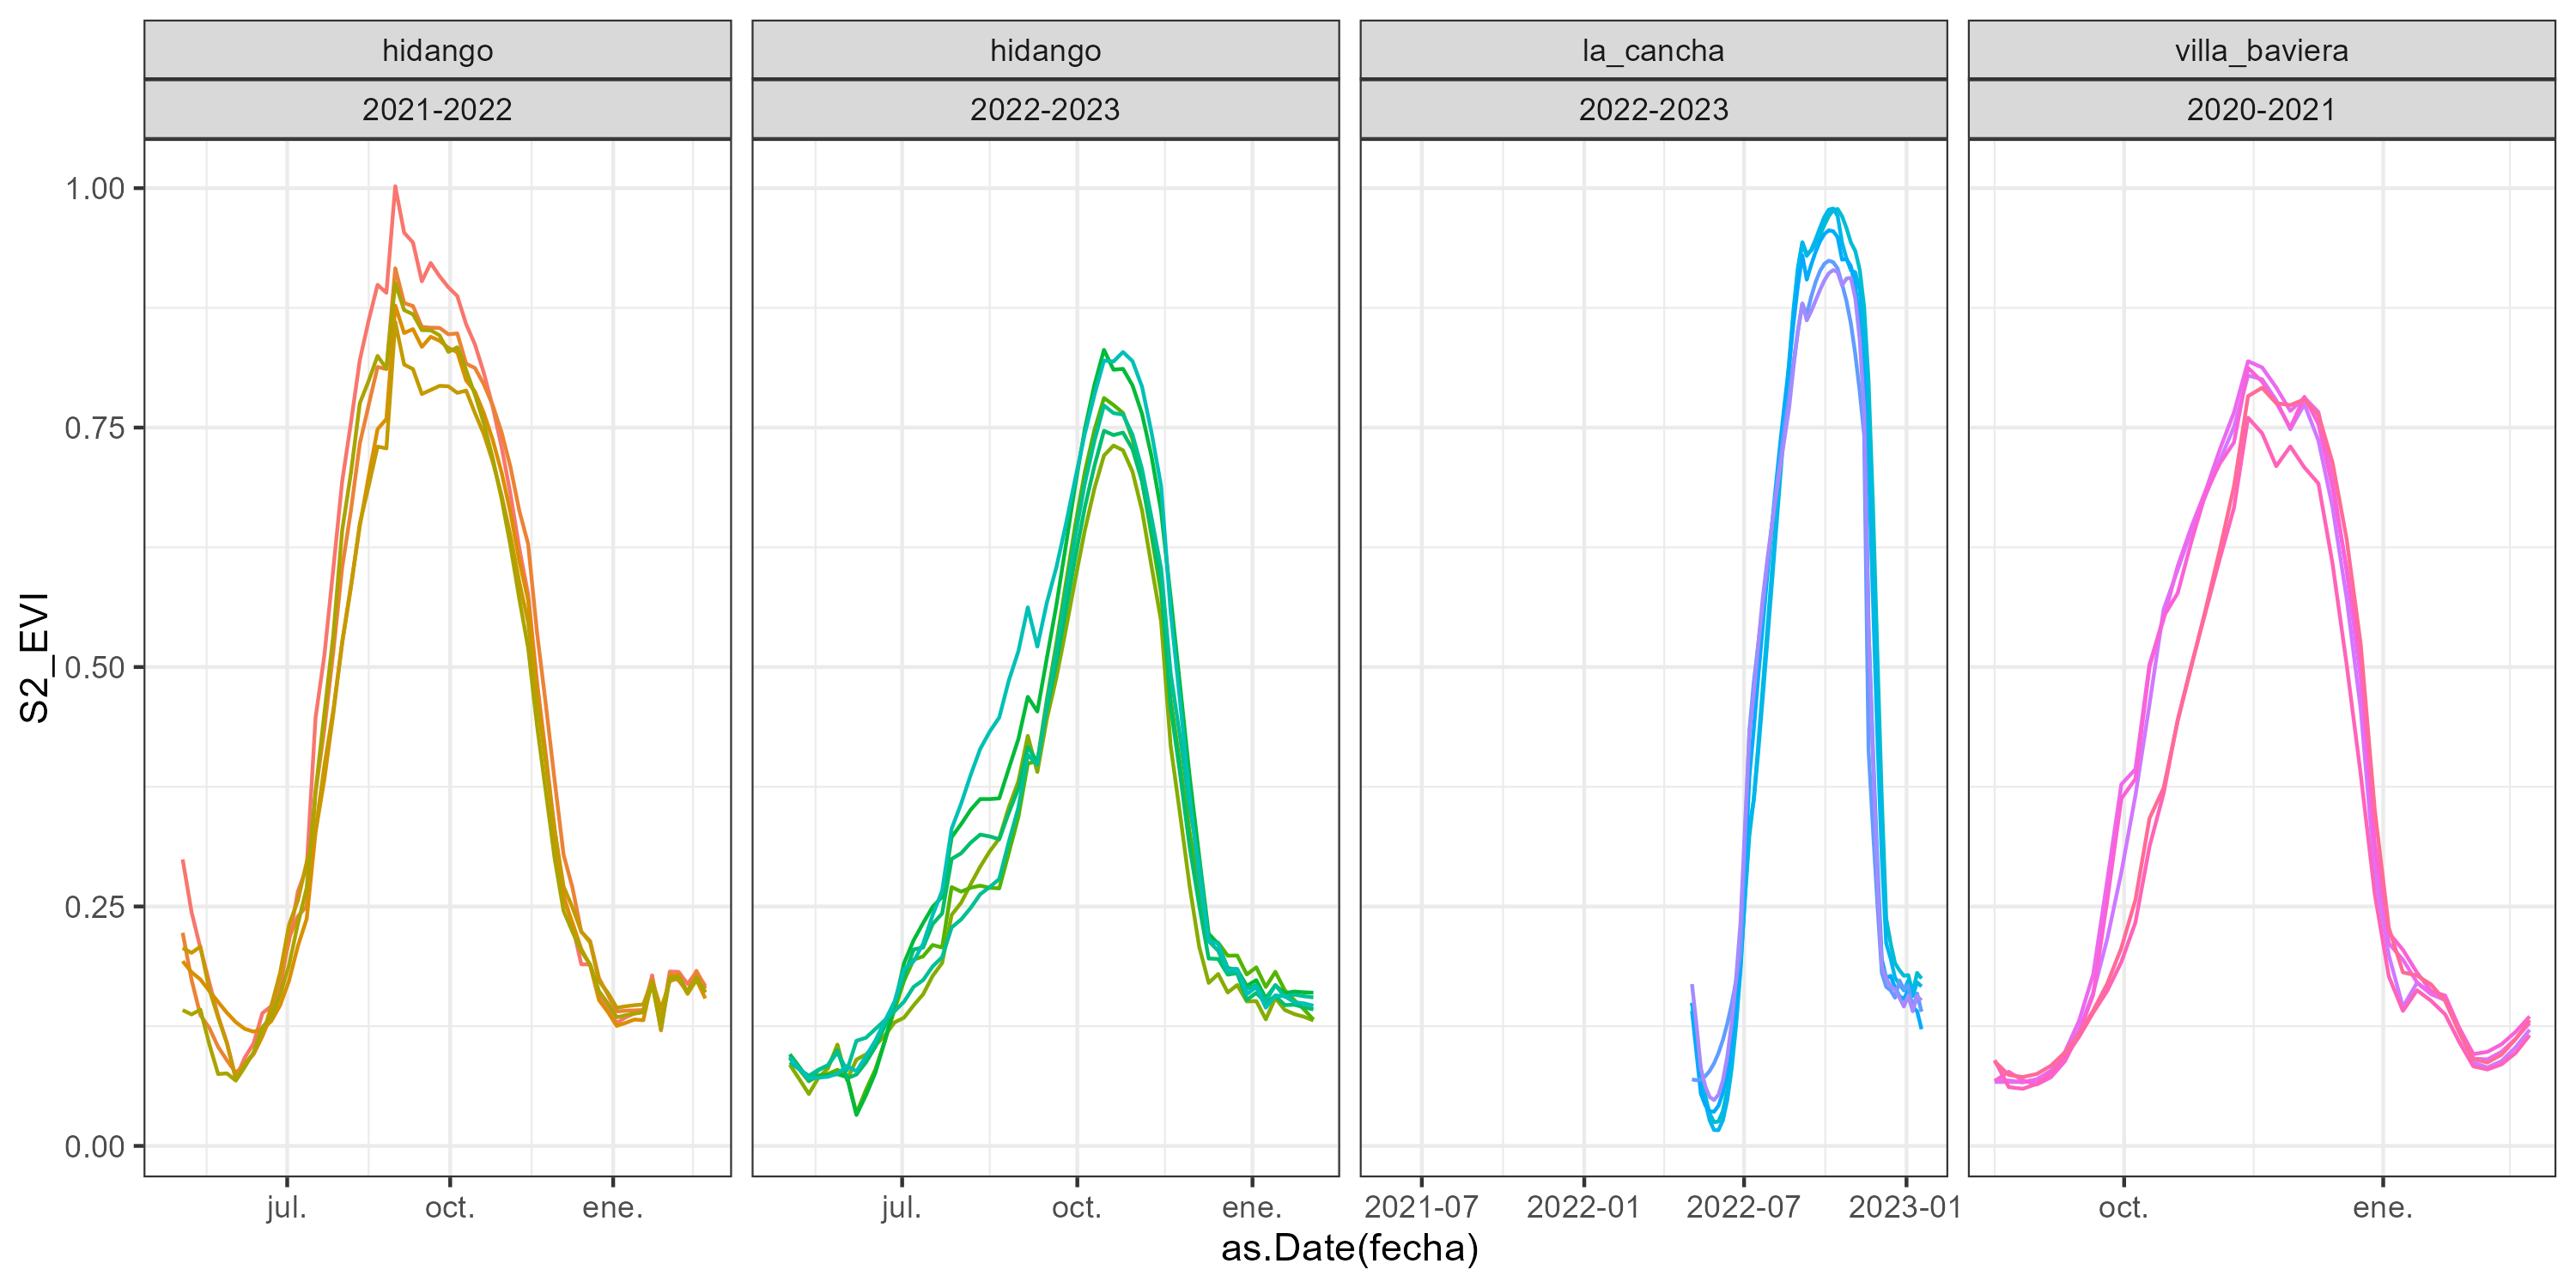 hidango hidango la_cancha villa_baviera
2021-2022 2022-2023 2022-2023 2020-2021
1.00
0.75
0.50
0.25
0.00
S2_EVI
jul. oct. ene. jul. oct. ene. 2021-07 2022-01 2022-07 2023-01 oct. ene.
as.Date(fecha)